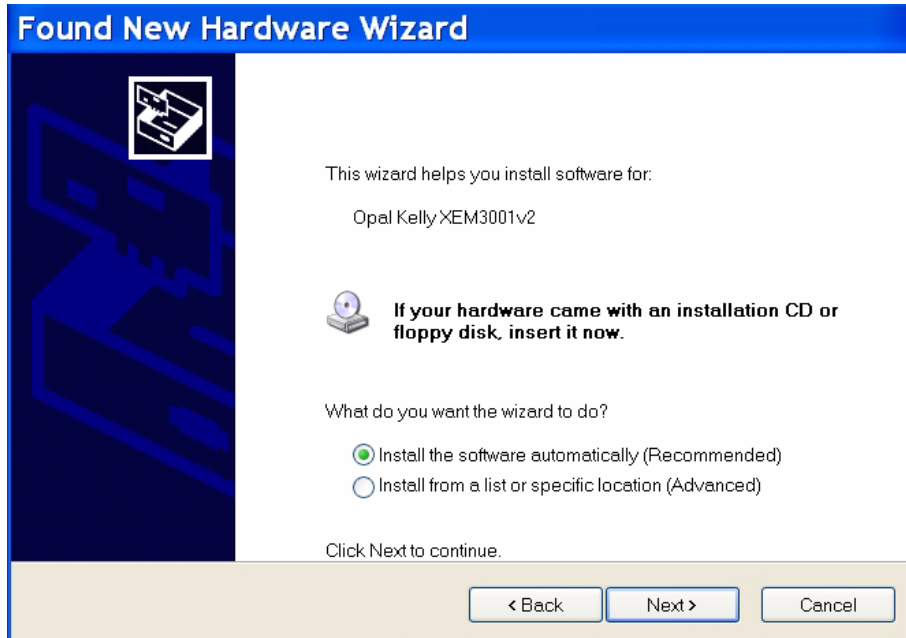 Found New Hardware Wizard
This wizard helps you install software for:
Opal Kelly XEM3001v2
If your hardware came with an installation CD or
floppy disk, insert it now.
What do you want the wizard to do?
Install the software automatically (Recommended)
Install from a list or specific location (Advanced)
Click Next to continue.
< Back
Next >
Cancel